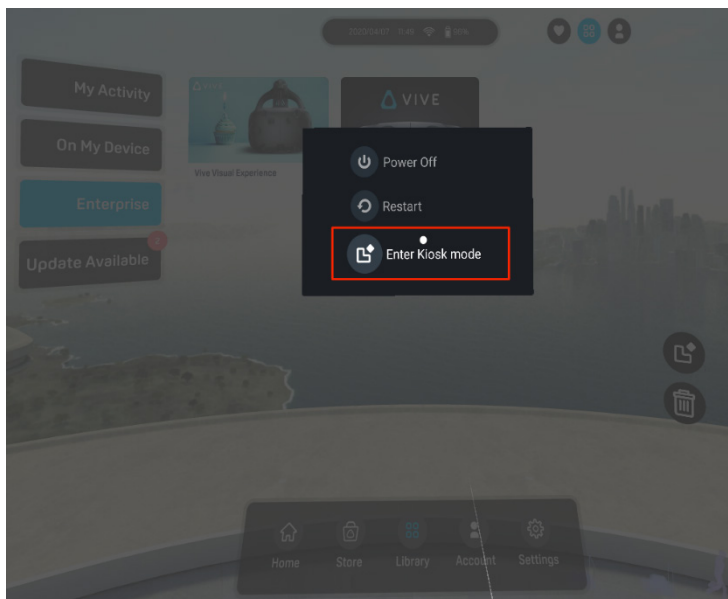 My Activity
On My Device
Enterprise
Update Available
VIVE
Vive Visual Experience
Power Off
Restart
Enter Kiosk mode
Home
Store
Library
Account
Settings